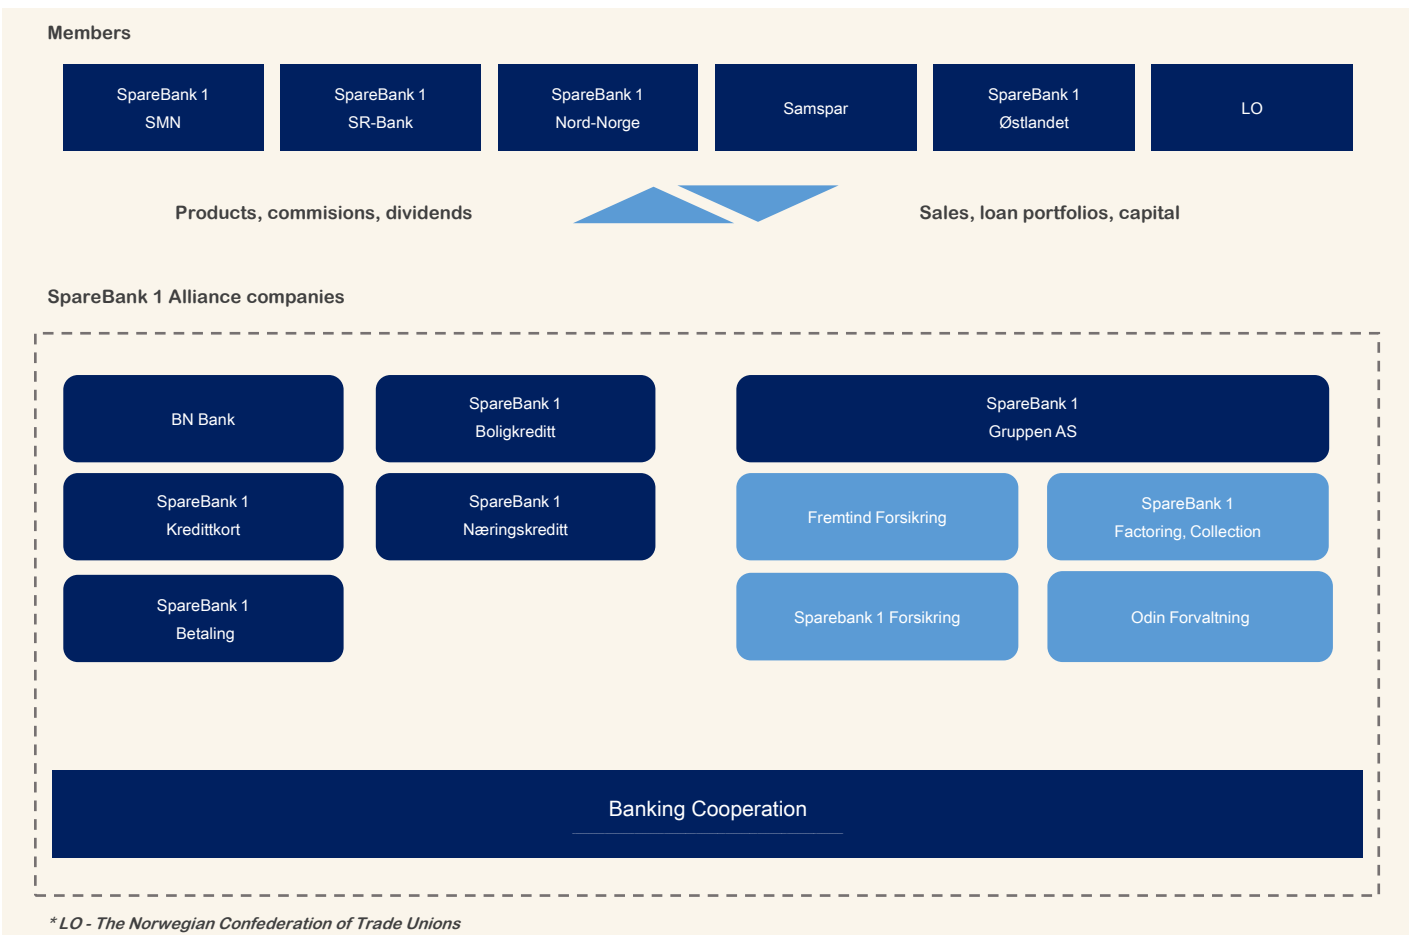 Members
SpareBank 1
SMN
SpareBank 1
SR-Bank
SpareBank 1
Nord-Norge
Samspar
SpareBank 1
Østlandet
LO
Products, commisions, dividends
Sales, loan portfolios, capital
SpareBank 1 Alliance companies
BN Bank
SpareBank 1
Boligkreditt
SpareBank 1
Gruppen AS
SpareBank 1
Kredittkort
SpareBank 1
Næringskreditt
Fremtind Forsikring
SpareBank 1
Factoring, Collection
SpareBank 1
Betaling
Sparebank 1 Forsikring
Odin Forvaltning
Banking Cooperation
* LO - The Norwegian Confederation of Trade Unions